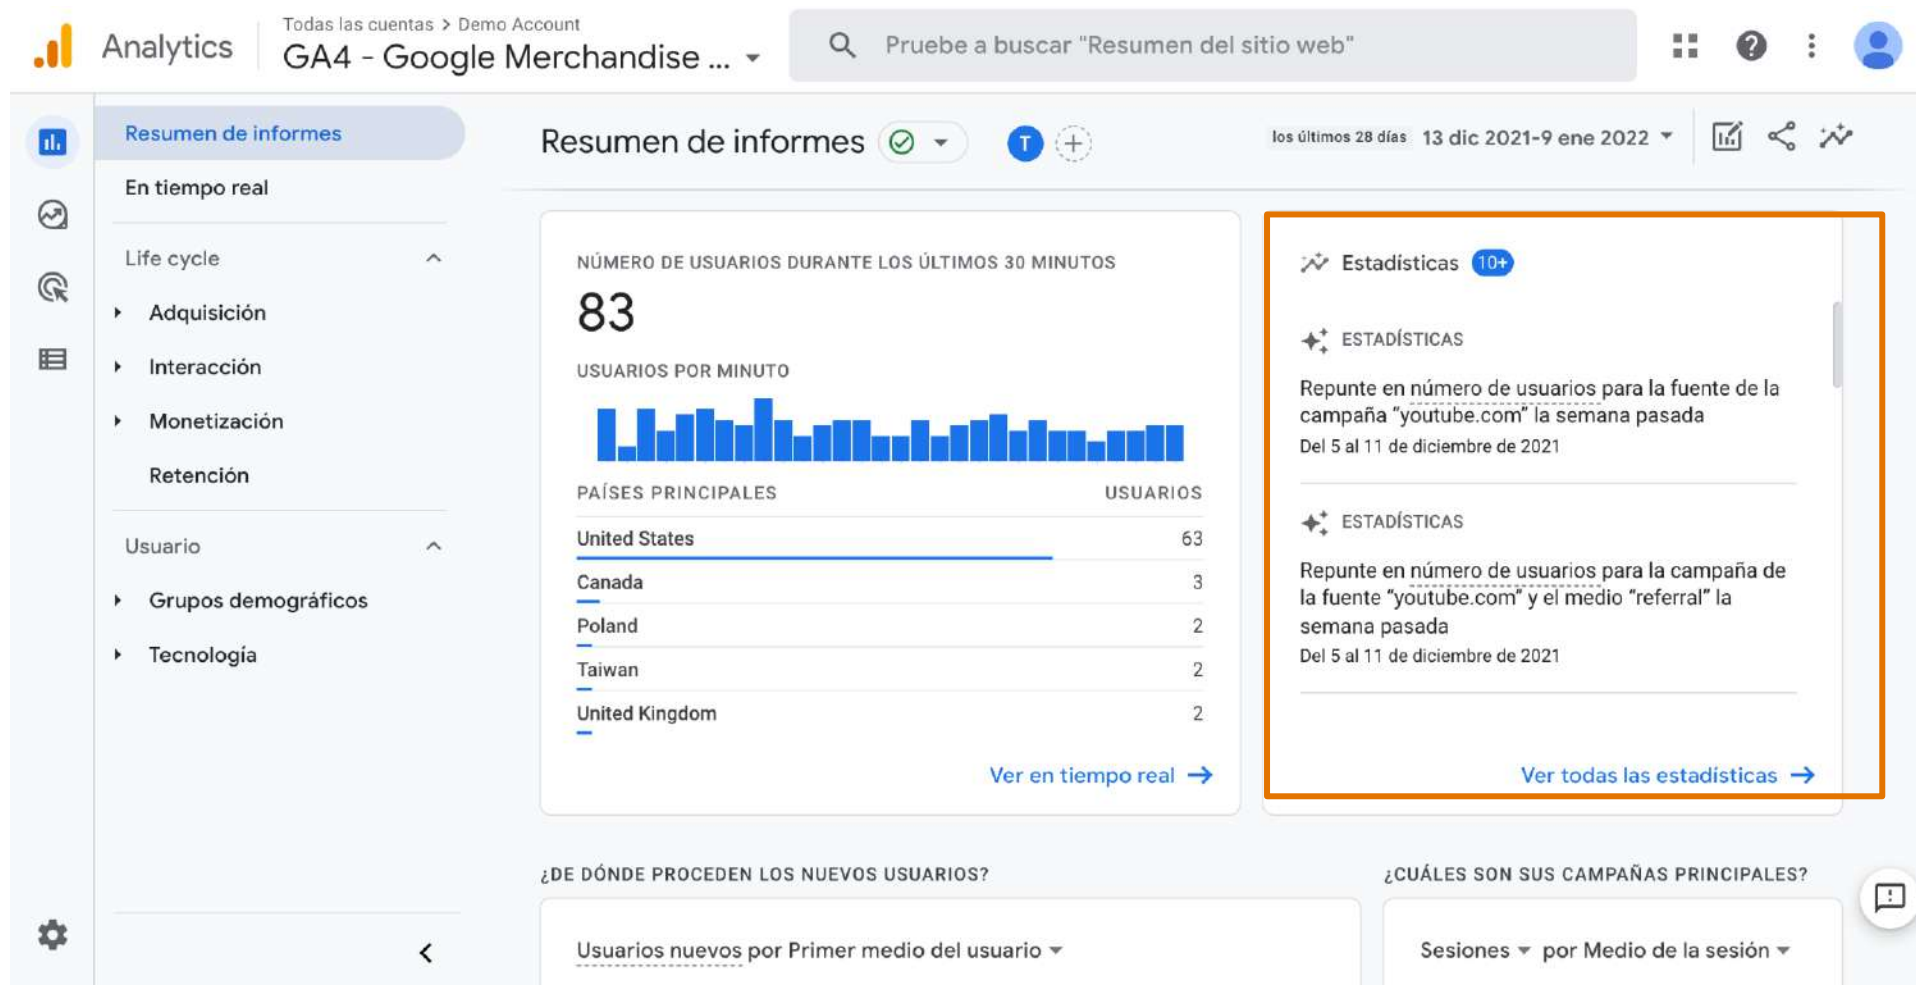 Analytics
Todas las cuentas > Demo Account
GA4 - Google Merchandise ...
Pruebe a buscar "Resumen del sitio web"
Resumen de informes
En tiempo real
Life cycle
Adquisición
Interacción
Monetización
Retención
Usuario
Grupos demográficos
Tecnología
Resumen de informes
T
los últimos 28 días 13 dic 2021-9 ene 2022
NÚMERO DE USUARIOS DURANTE LOS ÚLTIMOS 30 MINUTOS
83
USUARIOS POR MINUTO
PAÍSES PRINCIPALES USUARIOS
United States 63
Canada 3
Poland 2
Taiwan 2
United Kingdom 2
Ver en tiempo real
Estadísticas 10+
ESTADÍSTICAS
Repunte en número de usuarios para la fuente de la
campaña "youtube.com" la semana pasada
Del 5 al 11 de diciembre de 2021
ESTADÍSTICAS
Repunte en número de usuarios para la campaña de
la fuente "youtube.com" y el medio "referral" la
semana pasada
Del 5 al 11 de diciembre de 2021
Ver todas las estadísticas
¿DE DÓNDE PROCEDEN LOS NUEVOS USUARIOS?
Usuarios nuevos por Primer medio del usuario
¿CUÁLES SON SUS CAMPAÑAS PRINCIPALES?
Sesiones por Medio de la sesión